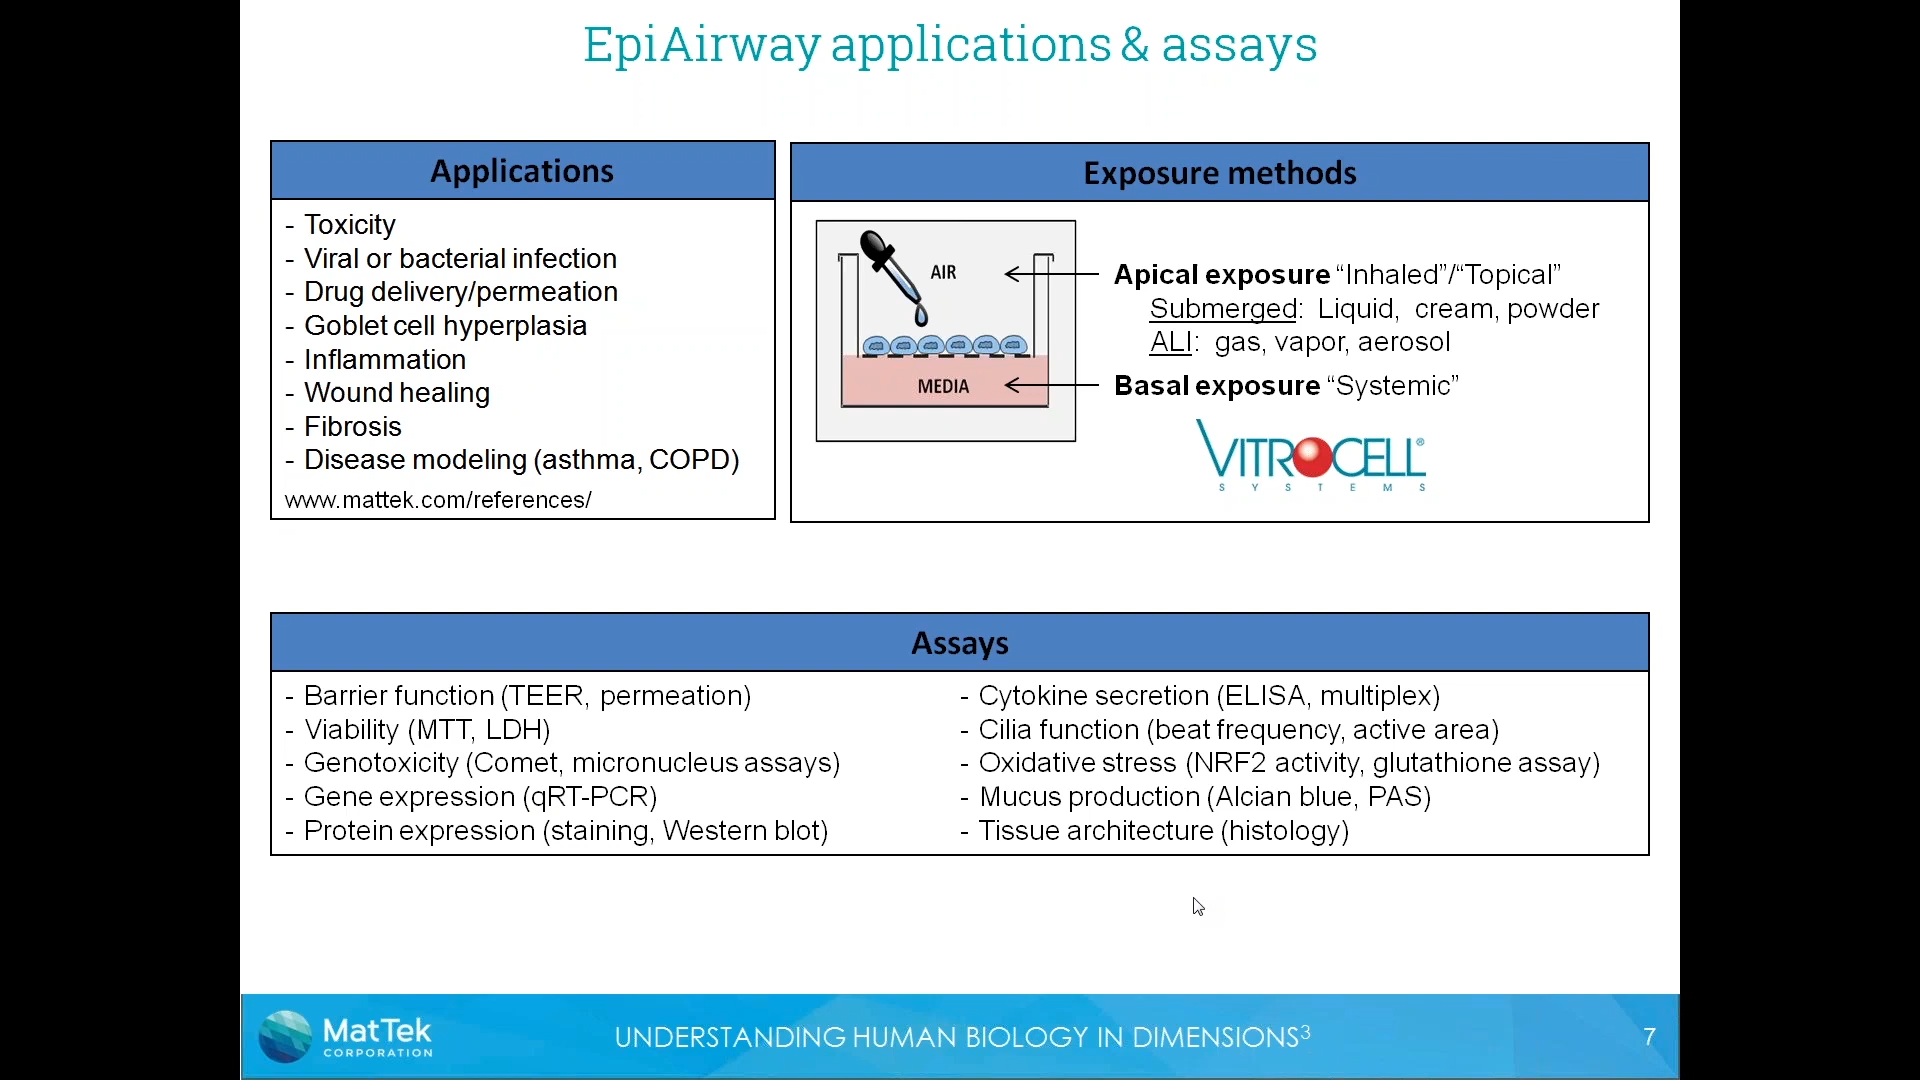 EpiAirway applications & assays
Applications
- Toxicity
- Viral or bacterial infection
- Drug delivery/permeation
- Goblet cell hyperplasia
- Inflammation
- Wound healing
- Fibrosis
- Disease modeling (asthma, COPD)
www.mattek.com/references/
Exposure methods
AIR
MEDIA
Apical exposure “Inhaled”/“Topical”
Submerged: Liquid, cream, powder
ALI: gas, vapor, aerosol
Basal exposure “Systemic”
VITROCELL®
SYSTEMS
Assays
- Barrier function (TEER, permeation)
- Viability (MTT, LDH)
- Genotoxicity (Comet, micronucleus assays)
- Gene expression (qRT-PCR)
- Protein expression (staining, Western blot)
- Cytokine secretion (ELISA, multiplex)
- Cilia function (beat frequency, active area)
- Oxidative stress (NRF2 activity, glutathione assay)
- Mucus production (Alcian blue, PAS)
- Tissue architecture (histology)
MatTek
CORPORATION
UNDERSTANDING HUMAN BIOLOGY IN DIMENSIONS³
7